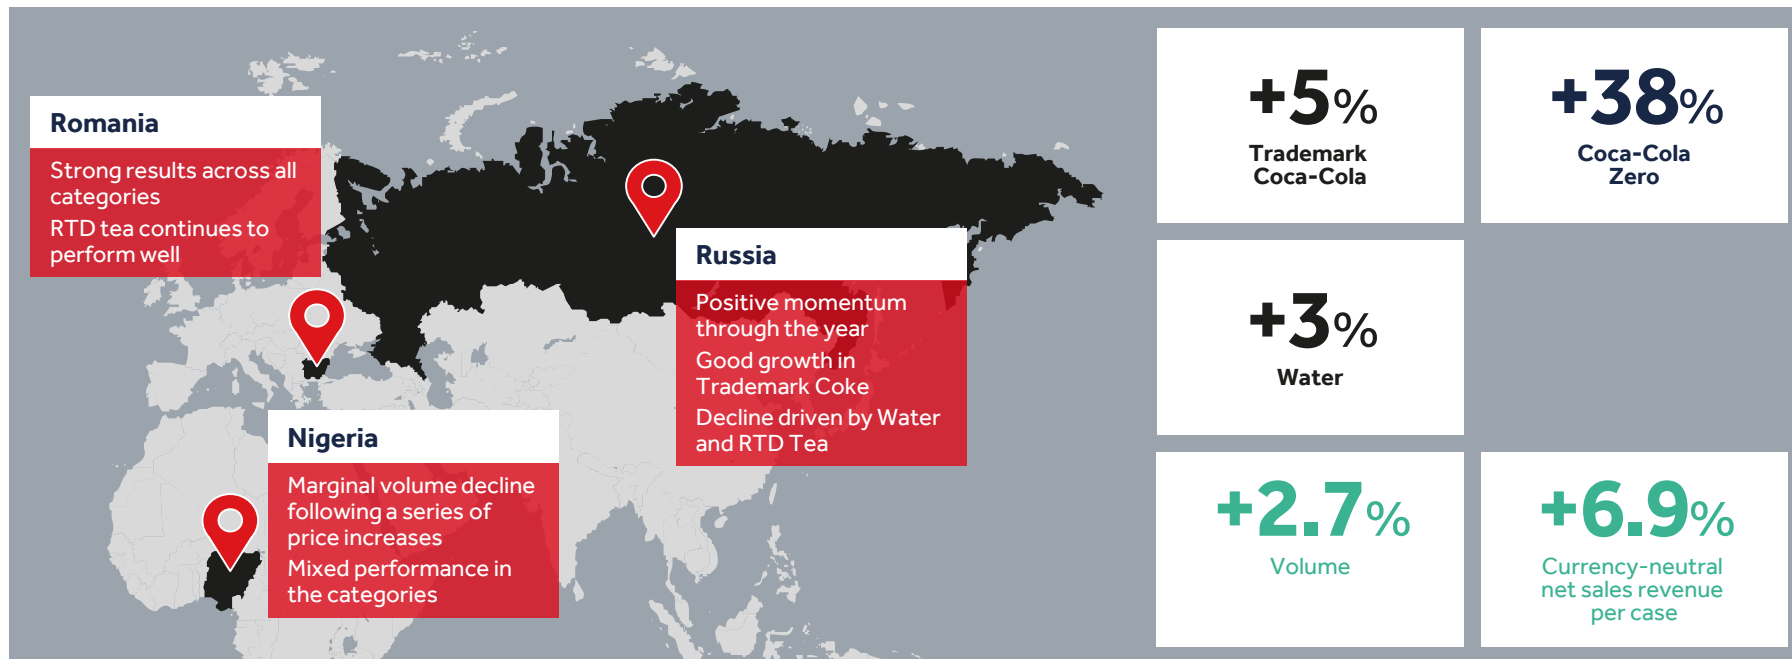 Romania
Strong results across all
categories
RTD tea continues to
perform well
Russia
Positive momentum
through the year
Good growth in
Trademark Coke
Decline driven by Water
and RTD Tea
Nigeria
Marginal volume decline
following a series of
price increases
Mixed performance in
the categories
+5%
Trademark
Coca-Cola
+38%
Coca-Cola
Zero
+3%
Water
+2.7%
Volume
+6.9%
Currency-neutral
net sales revenue
per case